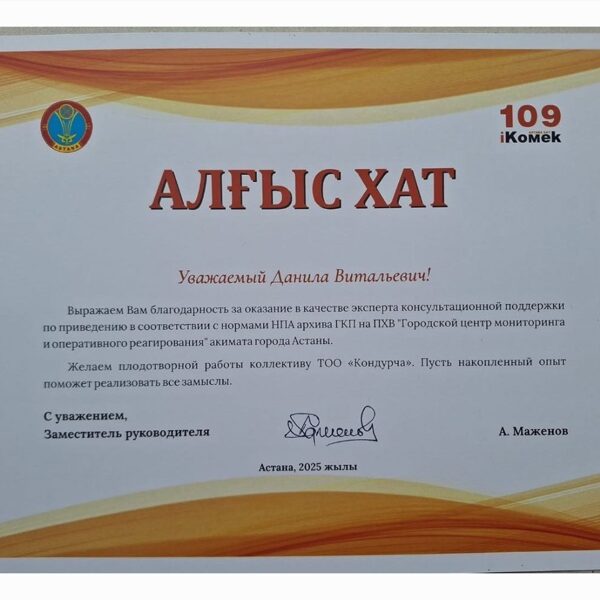 АСТАНА
109
iКомек
АЛҒЫС ХАТ
Уважаемый Данила Витальевич!
Выражаем Вам благодарность за оказание в качестве эксперта консультационной поддержки
по приведению в соответствии с нормами НПА архива ГКП на ПХВ "Городской центр мониторинга
и оперативного реагирования" акимата города Астаны.
Желаем плодотворной работы коллективу ТОО «Кондурча». Пусть накопленный опыт
поможет реализовать все замыслы.
С уважением,
Заместитель руководителя
А. Маженов
Астана, 2025 жылы